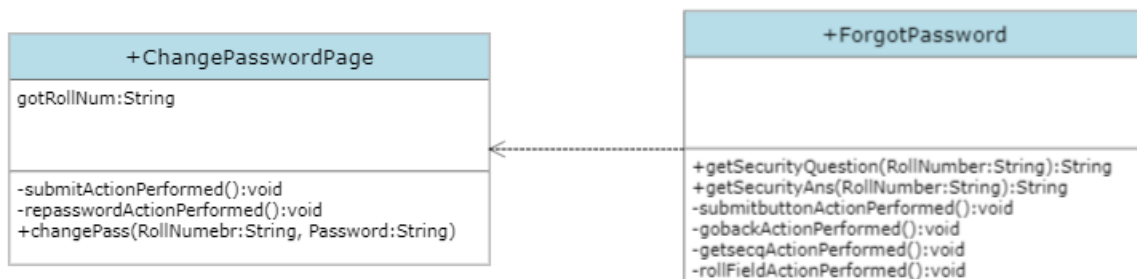 +ChangePasswordPage
gotRollNum:String
-submitActionPerformed():void
-repasswordActionPerformed():void
+changePass(RollNumebr:String, Password:String)
+ForgotPassword
+getSecurityQuestion(RollNumber:String):String
+getSecurityAns(RollNumber:String):String
-submitbuttonActionPerformed():void
-gobackActionPerformed():void
-getsecqActionPerformed():void
-rollFieldActionPerformed():void